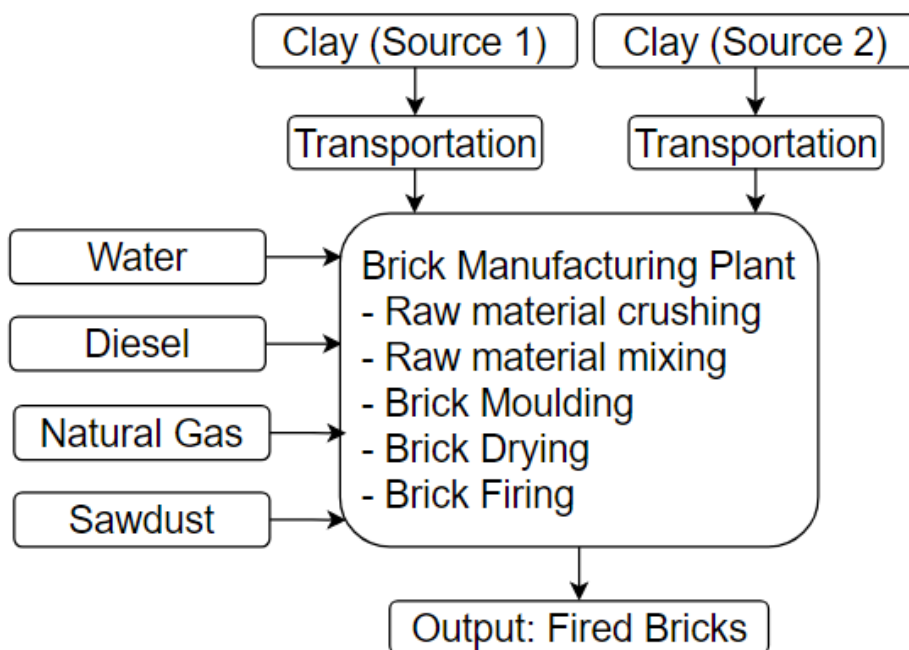 Clay (Source 1)
Clay (Source 2)
Transportation
Transportation
Water
Diesel
Natural Gas
Sawdust
Brick Manufacturing Plant
- Raw material crushing
- Raw material mixing
- Brick Moulding
- Brick Drying
- Brick Firing
Output: Fired Bricks